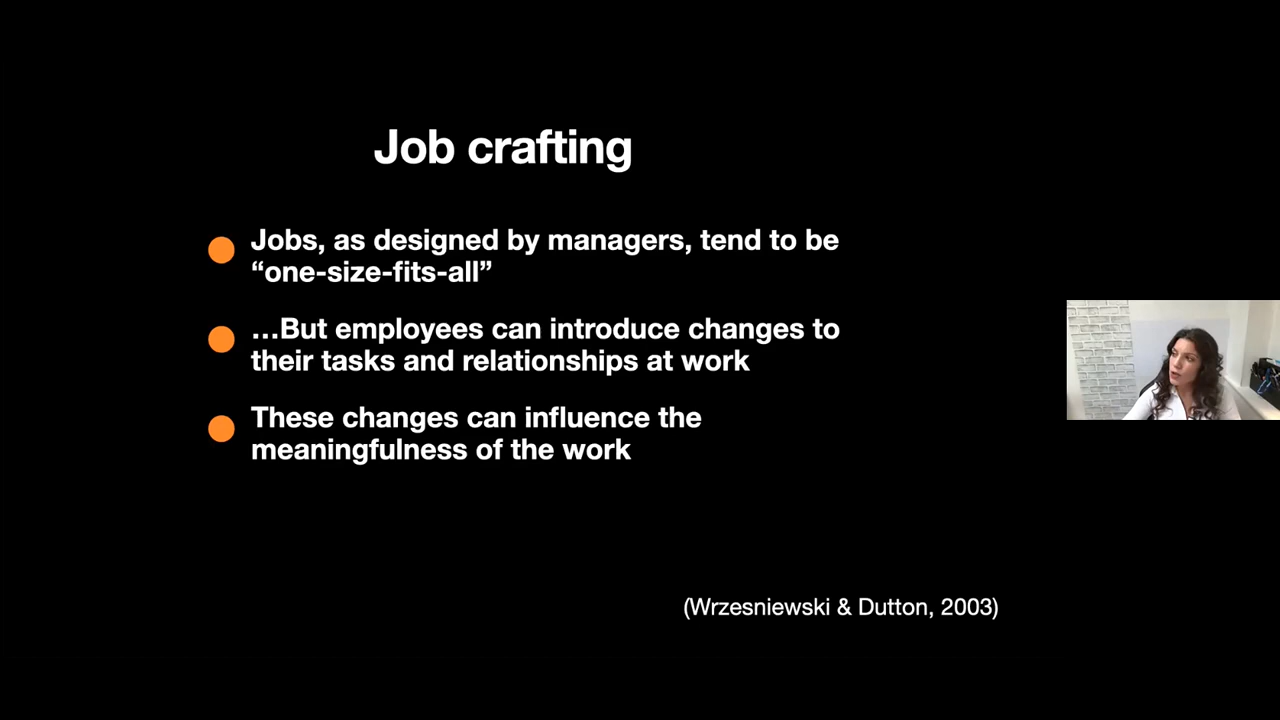 Job crafting
Jobs, as designed by managers, tend to be
“one-size-fits-all”
…But employees can introduce changes to
their tasks and relationships at work
These changes can influence the
meaningfulness of the work
(Wrzesniewski & Dutton, 2003)